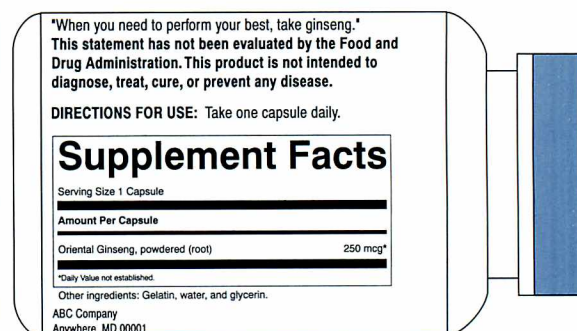 "When you need to perform your best, take ginseng."
This statement has not been evaluated by the Food and
Drug Administration. This product is not intended to
diagnose, treat, cure, or prevent any disease.
DIRECTIONS FOR USE: Take one capsule daily.
Supplement Facts
Serving Size 1 Capsule
Amount Per Capsule
Oriental Ginseng, powdered (root) 250 mcg*
*Daily Value not established.
Other ingredients: Gelatin, water, and glycerin.
ABC Company
Anywhere, MD 00001